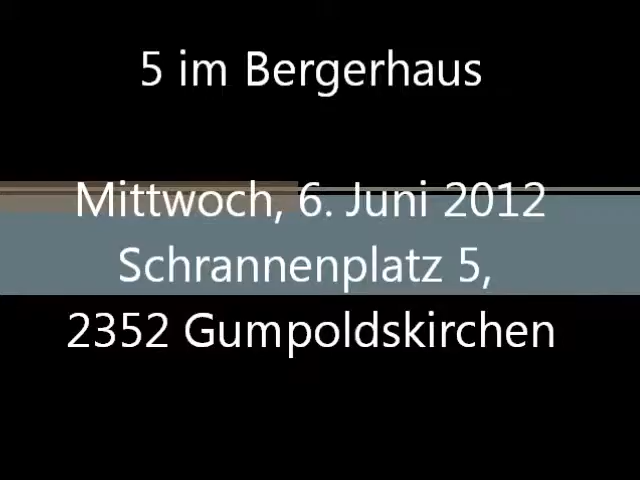 5 im Bergerhaus
Mittwoch, 6. Juni 2012
Schrannenplatz 5,
2352 Gumpoldskirchen